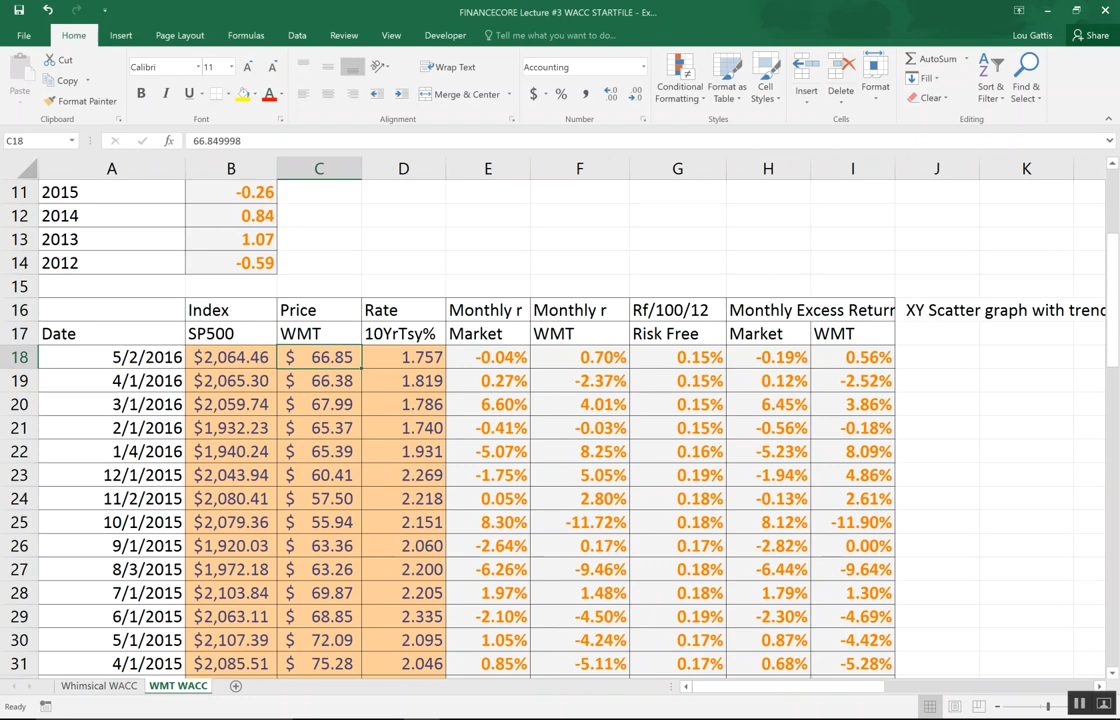 FINANCECORE Lecture #3 WACC STARTFILE - Ex...
File Home Insert Page Layout Formulas Data Review View Developer Tell me what you want to do... Lou Gattis Share
Paste Cut Copy Format Painter Clipboard
Calibri 11 A A B I U A Font
Wrap Text Merge & Center Alignment
Accounting $ % , Number
Conditional Formatting Format as Table Cell Styles Styles
Insert Delete Format Cells
AutoSum Fill Clear Sort & Filter Find & Select Editing
C18 fx 66.849998
A B C D E F G H I J K
11 2015 -0.26
12 2014 0.84
13 2013 1.07
14 2012 -0.59
15
16 Index Price Rate Monthly r Monthly r Rf/100/12 Monthly Excess Return XY Scatter graph with trend
17 Date SP500 WMT 10YrTsy% Market WMT Risk Free Market WMT
18 5/2/2016 $2,064.46 $ 66.85 1.757 -0.04% 0.70% 0.15% -0.19% 0.56%
19 4/1/2016 $2,065.30 $ 66.38 1.819 0.27% -2.37% 0.15% 0.12% -2.52%
20 3/1/2016 $2,059.74 $ 67.99 1.786 6.60% 4.01% 0.15% 6.45% 3.86%
21 2/1/2016 $1,932.23 $ 65.37 1.740 -0.41% -0.03% 0.15% -0.56% -0.18%
22 1/4/2016 $1,940.24 $ 65.39 1.931 -5.07% 8.25% 0.16% -5.23% 8.09%
23 12/1/2015 $2,043.94 $ 60.41 2.269 -1.75% 5.05% 0.19% -1.94% 4.86%
24 11/2/2015 $2,080.41 $ 57.50 2.218 0.05% 2.80% 0.18% -0.13% 2.61%
25 10/1/2015 $2,079.36 $ 55.94 2.151 8.30% -11.72% 0.18% 8.12% -11.90%
26 9/1/2015 $1,920.03 $ 63.36 2.060 -2.64% 0.17% 0.17% -2.82% 0.00%
27 8/3/2015 $1,972.18 $ 63.26 2.200 -6.26% -9.46% 0.18% -6.44% -9.64%
28 7/1/2015 $2,103.84 $ 69.87 2.205 1.97% 1.48% 0.18% 1.79% 1.30%
29 6/1/2015 $2,063.11 $ 68.85 2.335 -2.10% -4.50% 0.19% -2.30% -4.69%
30 5/1/2015 $2,107.39 $ 72.09 2.095 1.05% -4.24% 0.17% 0.87% -4.42%
31 4/1/2015 $2,085.51 $ 75.28 2.046 0.85% -5.11% 0.17% 0.68% -5.28%
Whimsical WACC WMT WACC
Ready